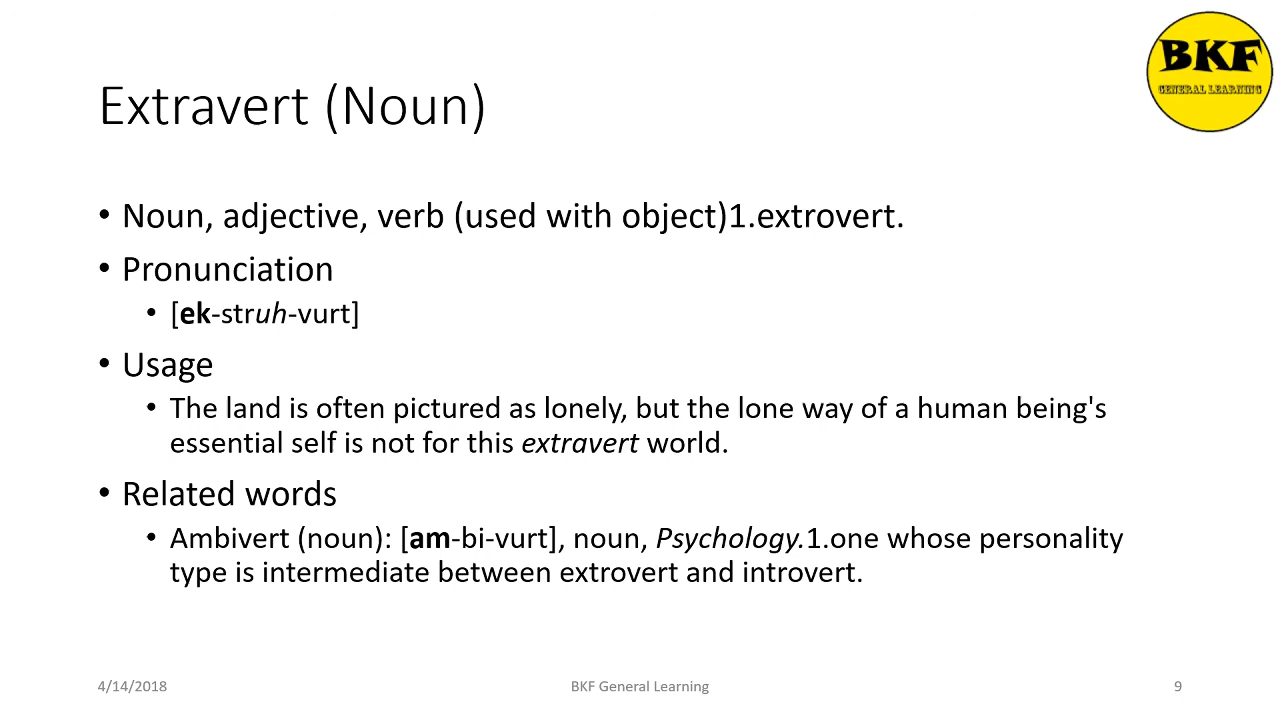 BKF
GENERAL LEARNING
Extravert (Noun)
• Noun, adjective, verb (used with object)1.extrovert.
• Pronunciation
• [ek-struh-vurt]
• Usage
• The land is often pictured as lonely, but the lone way of a human being's
essential self is not for this extravert world.
• Related words
• Ambivert (noun): [am-bi-vurt], noun, Psychology.1.one whose personality
type is intermediate between extrovert and introvert.
4/14/2018
BKF General Learning
9